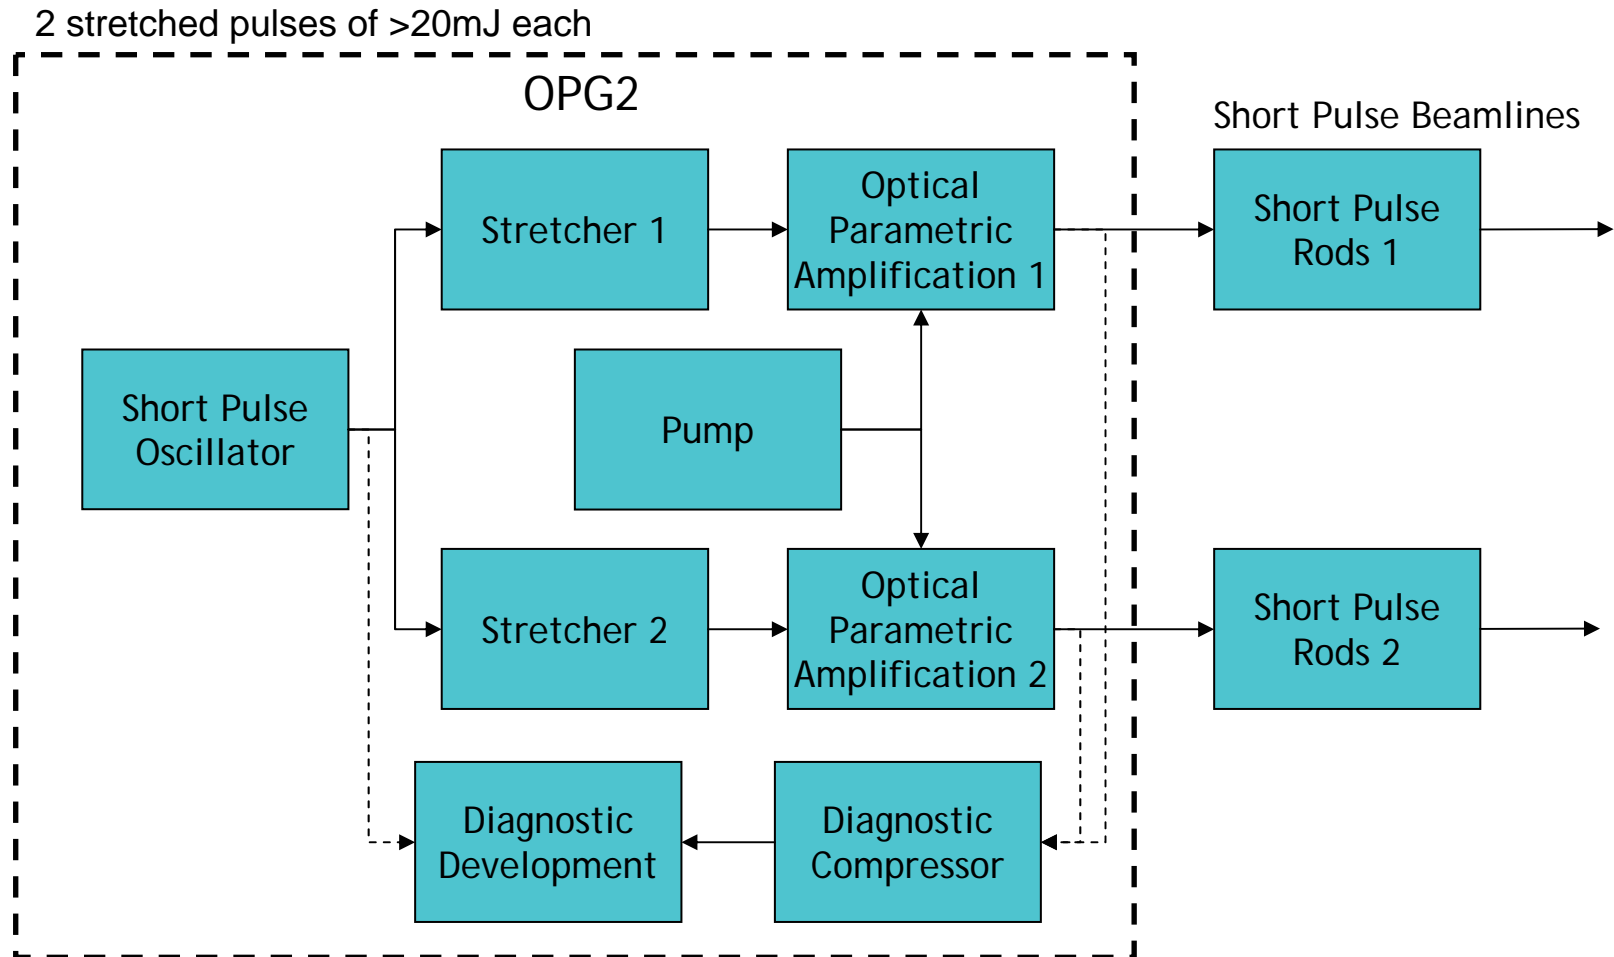 2 stretched pulses of >20mJ each
OPG2
Short Pulse Beamlines
Stretcher 1
Optical
Parametric
Amplification 1
Short Pulse
Rods 1
Short Pulse
Oscillator
Pump
Stretcher 2
Optical
Parametric
Amplification 2
Short Pulse
Rods 2
Diagnostic
Development
Diagnostic
Compressor